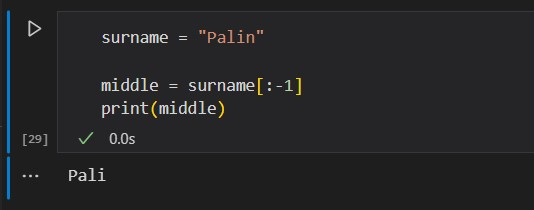 surname = "Palin"
middle = surname[:-1]
print(middle)
[29] 0.0s
... Pali